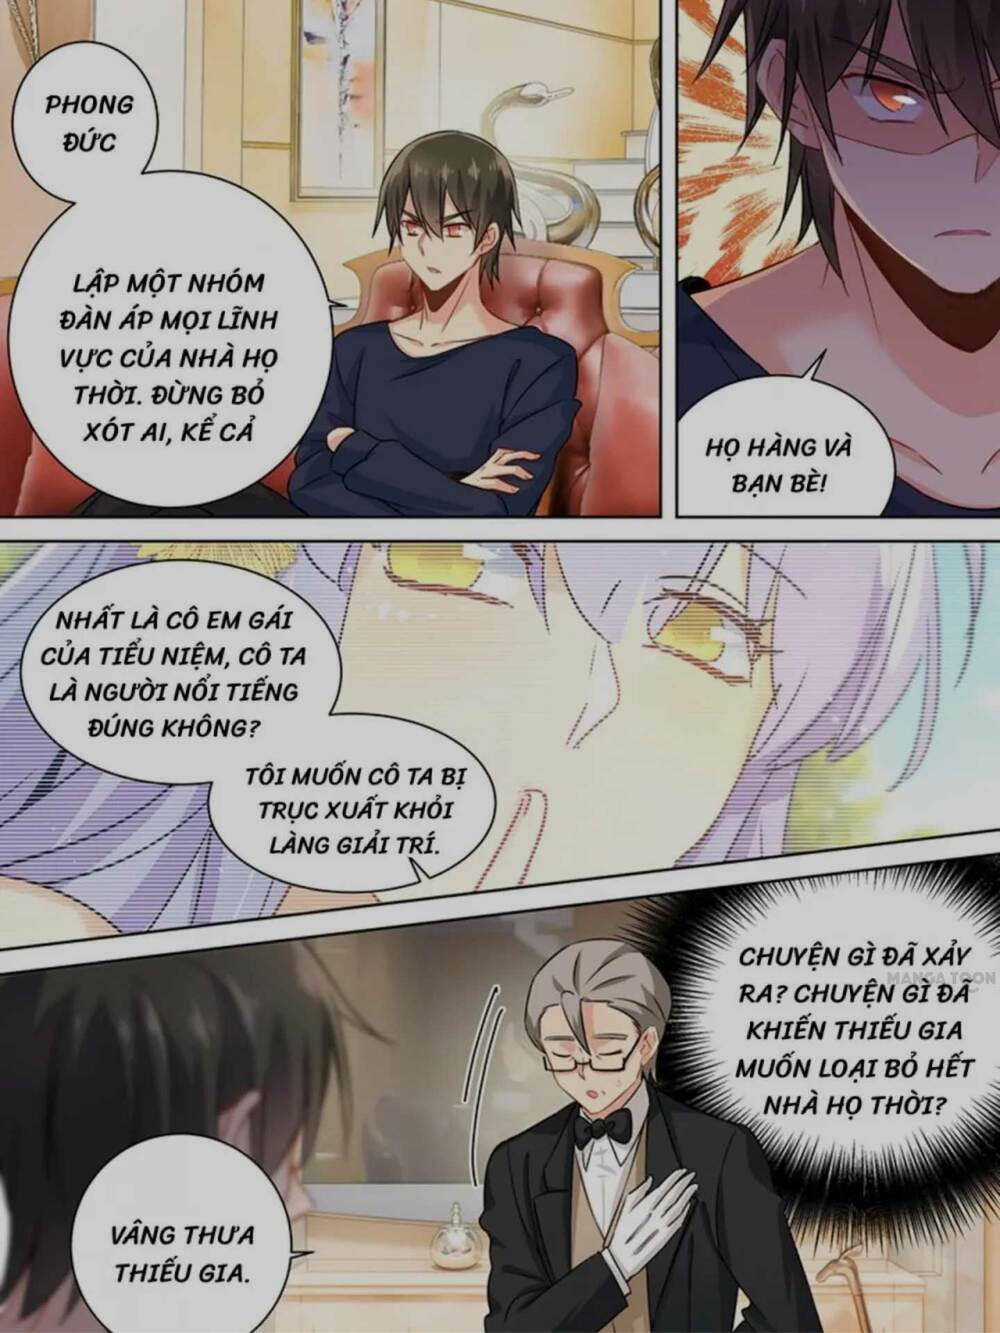 PHONG
ĐỨC
LẬP MỘT NHÓM
ĐÀN ÁP MỌI LĨNH
VỰC CỦA NHÀ HỌ
THỜI. ĐỪNG BỎ
XÓT AI, KỂ CẢ
HỌ HÀNG VÀ
BẠN BÈ!
NHẤT LÀ CÔ EM GÁI
CỦA TIỂU NIỆM, CÔ TA
LÀ NGƯỜI NỔI TIẾNG
ĐÚNG KHÔNG?
TÔI MUỐN CÔ TA BỊ
TRỤC XUẤT KHỎI
LÀNG GIẢI TRÍ.
CHUYỆN GÌ ĐÃ XẢY
RA? CHUYỆN GÌ ĐÃ
KHIẾN THIẾU GIA
MUỐN LOẠI BỎ HẾT
NHÀ HỌ THỜI?
MANGA TOON
VÂNG THƯA
THIẾU GIA.